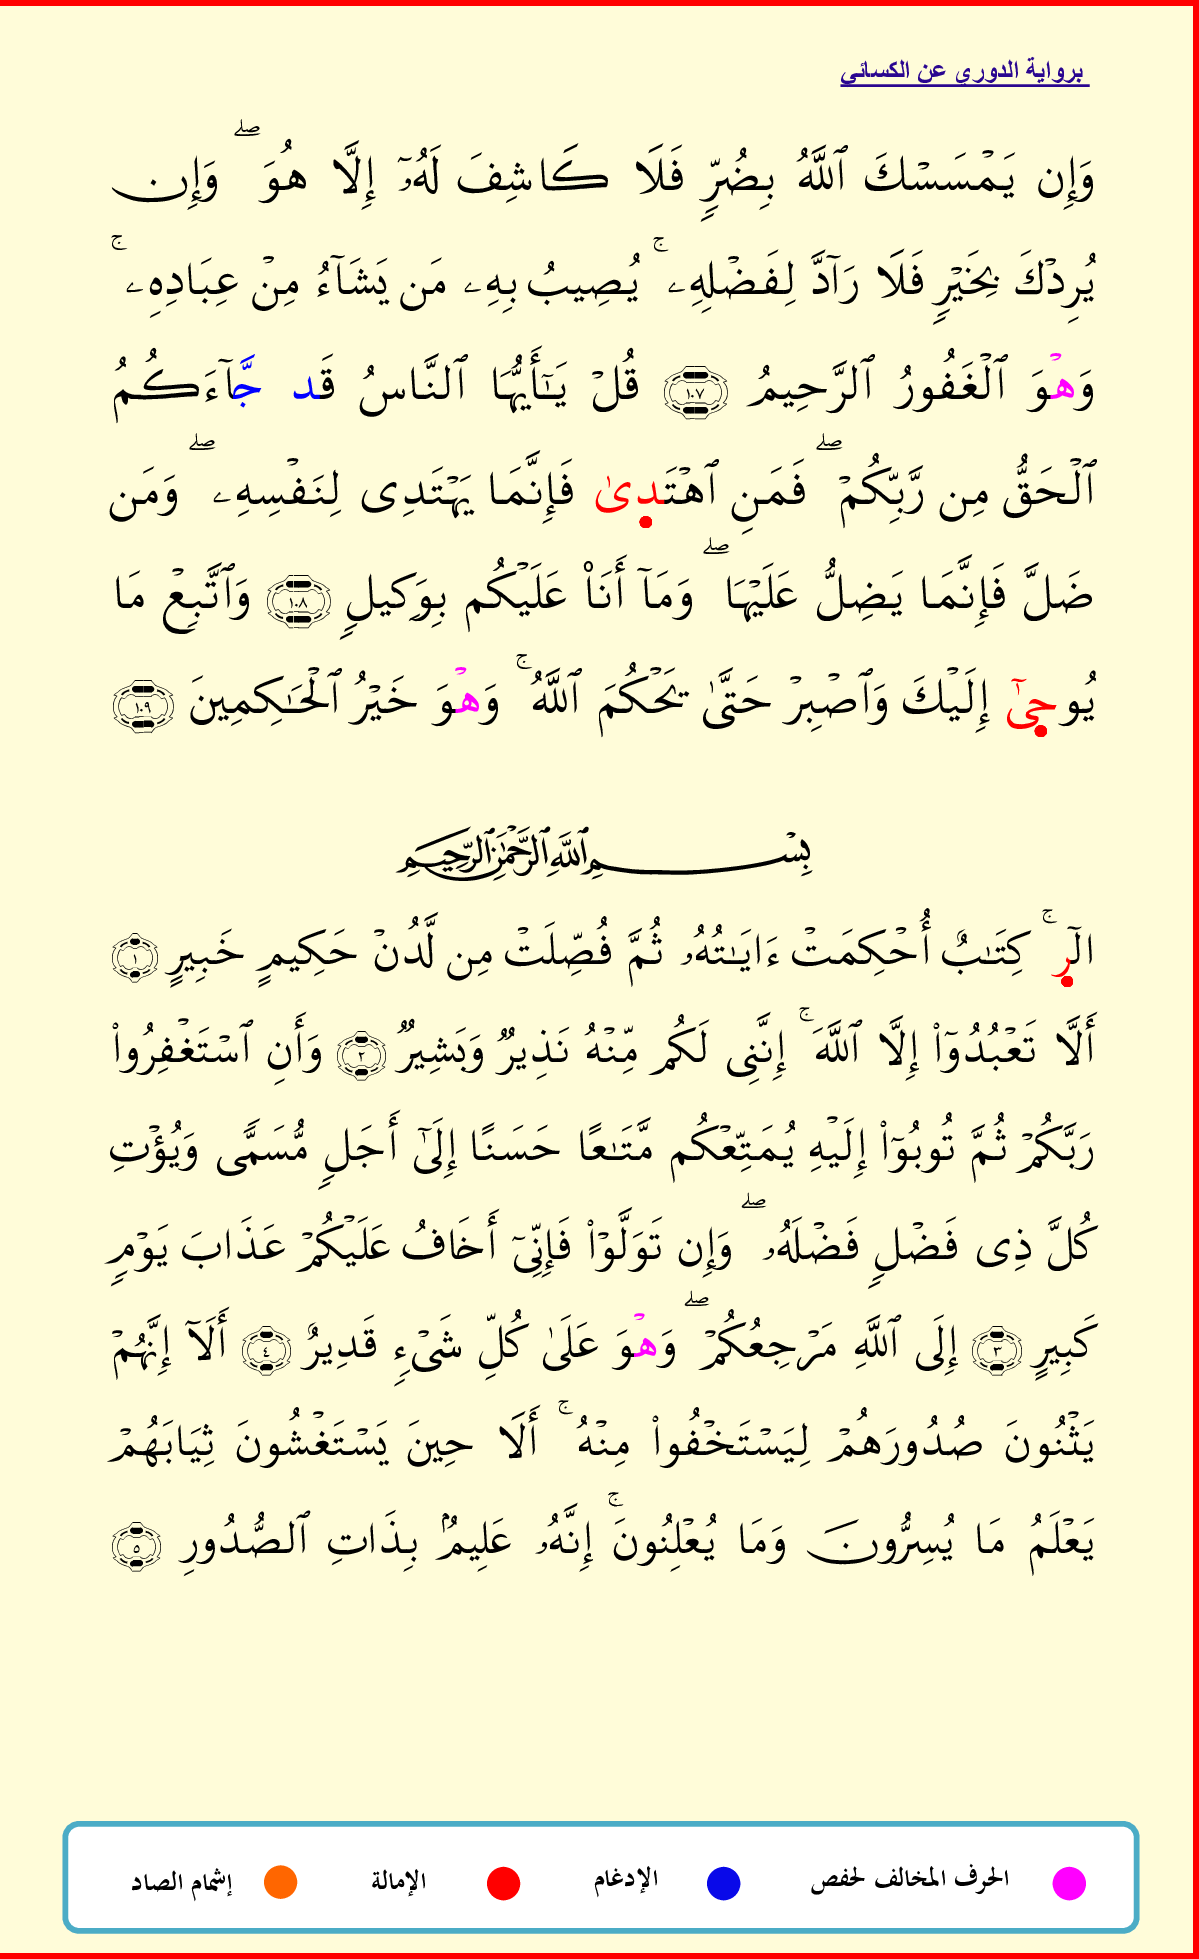 برواية الدوري عن الكسائي
وَإِن يَمۡسَسۡكَ ٱللَّهُ بِضُرّٖ فَلَا كَاشِفَ لَهُۥٓ إِلَّا هُوَۖ وَإِن
يُرِدۡكَ بِخَيۡرٖ فَلَا رَآدَّ لِفَضۡلِهِۦۚ يُصِيبُ بِهِۦ مَن يَشَآءُ مِنۡ عِبَادِهِۦۚ
وَهۡوَ ٱلۡغَفُورُ ٱلرَّحِيمُ ١٠٧ قُلۡ يَٰٓأَيُّهَا ٱلنَّاسُ قَد جَّآءَكُمُ
ٱلۡحَقُّ مِن رَّبِّكُمۡۖ فَمَنِ ٱهۡتَدِىٰ فَإِنَّمَا يَهۡتَدِى لِنَفۡسِهِۦۖ وَمَن
ضَلَّ فَإِنَّمَا يَضِلُّ عَلَيۡهَاۖ وَمَآ أَنَا۠ عَلَيۡكُم بِوَكِيلٖ ١٠٨ وَٱتَّبِعۡ مَا
يُوحِىٰٓ إِلَيۡكَ وَٱصۡبِرۡ حَتَّىٰ يَحۡكُمَ ٱللَّهُۚ وَهۡوَ خَيۡرُ ٱلۡحَٰكِمِينَ ١٠٩
بِسۡمِ ٱللَّهِ ٱلرَّحۡمَٰنِ ٱلرَّحِيمِ
الٓرِۚ كِتَٰبٌ أُحۡكِمَتۡ ءَايَٰتُهُۥ ثُمَّ فُصِّلَتۡ مِن لَّدُنۡ حَكِيمٍ خَبِيرٍ ١
أَلَّا تَعۡبُدُوٓاْ إِلَّا ٱللَّهَۚ إِنَّنِى لَكُم مِّنۡهُ نَذِيرٞ وَبَشِيرٞ ٢ وَأَنِ ٱسۡتَغۡفِرُواْ
رَبَّكُمۡ ثُمَّ تُوبُوٓاْ إِلَيۡهِ يُمَتِّعۡكُم مَّتَٰعًا حَسَنًا إِلَىٰٓ أَجَلٖ مُّسَمّٗى وَيُؤۡتِ
كُلَّ ذِى فَضۡلٖ فَضۡلَهُۥۖ وَإِن تَوَلَّوۡاْ فَإِنِّىٓ أَخَافُ عَلَيۡكُمۡ عَذَابَ يَوۡمٖ
كَبِيرٍ ٣ إِلَى ٱللَّهِ مَرۡجِعُكُمۡۖ وَهۡوَ عَلَىٰ كُلِّ شَىۡءٖ قَدِيرٌ ٤ أَلَآ إِنَّهُمۡ
يَثۡنُونَ صُدُورَهُمۡ لِيَسۡتَخۡفُواْ مِنۡهُۚ أَلَا حِينَ يَسۡتَغۡشُونَ ثِيَابَهُمۡ
يَعۡلَمُ مَا يُسِرُّونَ وَمَا يُعۡلِنُونَۚ إِنَّهُۥ عَلِيمُۢ بِذَاتِ ٱلصُّدُورِ ٥
الحرف المخالف لحفص الإدغام الإمالة إشمام الصاد